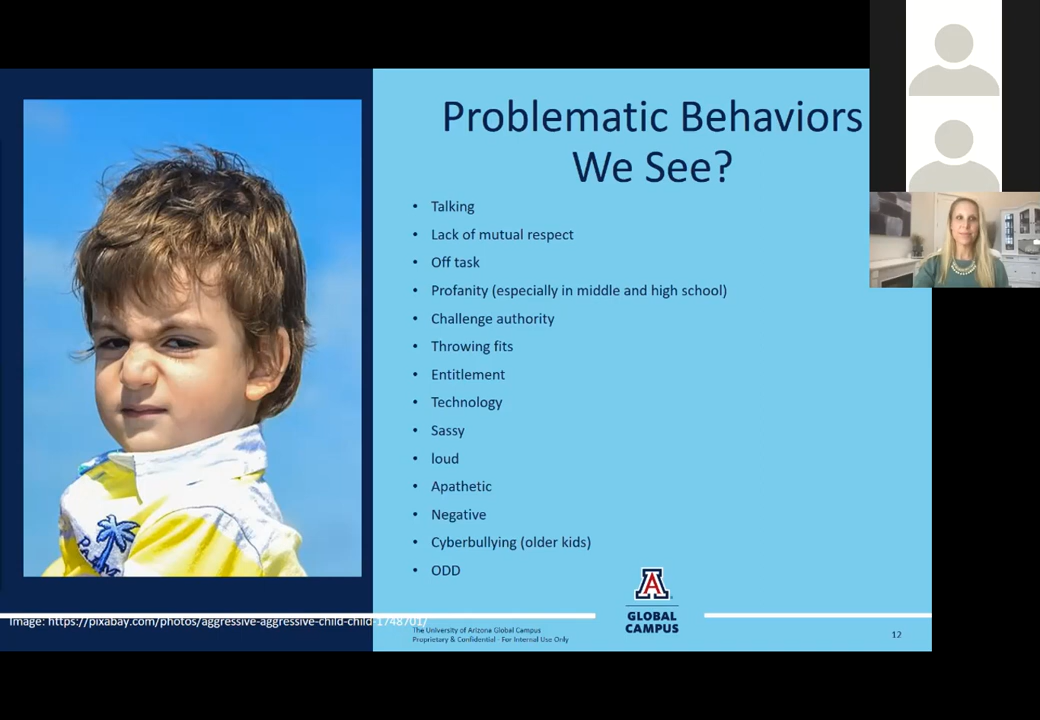 Problematic Behaviors
We See?
• Talking
• Lack of mutual respect
• Off task
• Profanity (especially in middle and high school)
• Challenge authority
• Throwing fits
• Entitlement
• Technology
• Sassy
• loud
• Apathetic
• Negative
• Cyberbullying (older kids)
• ODD
Image: https://pixabay.com/photos/aggressive-aggressive-child-child-1748701/
The University of Arizona Global Campus
Proprietary & Confidential - For Internal Use Only
A
GLOBAL
CAMPUS
12